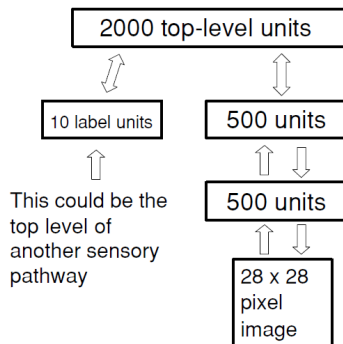 2000 top-level units
10 label units
500 units
This could be the
top level of
another sensory
pathway
500 units
28 x 28
pixel
image